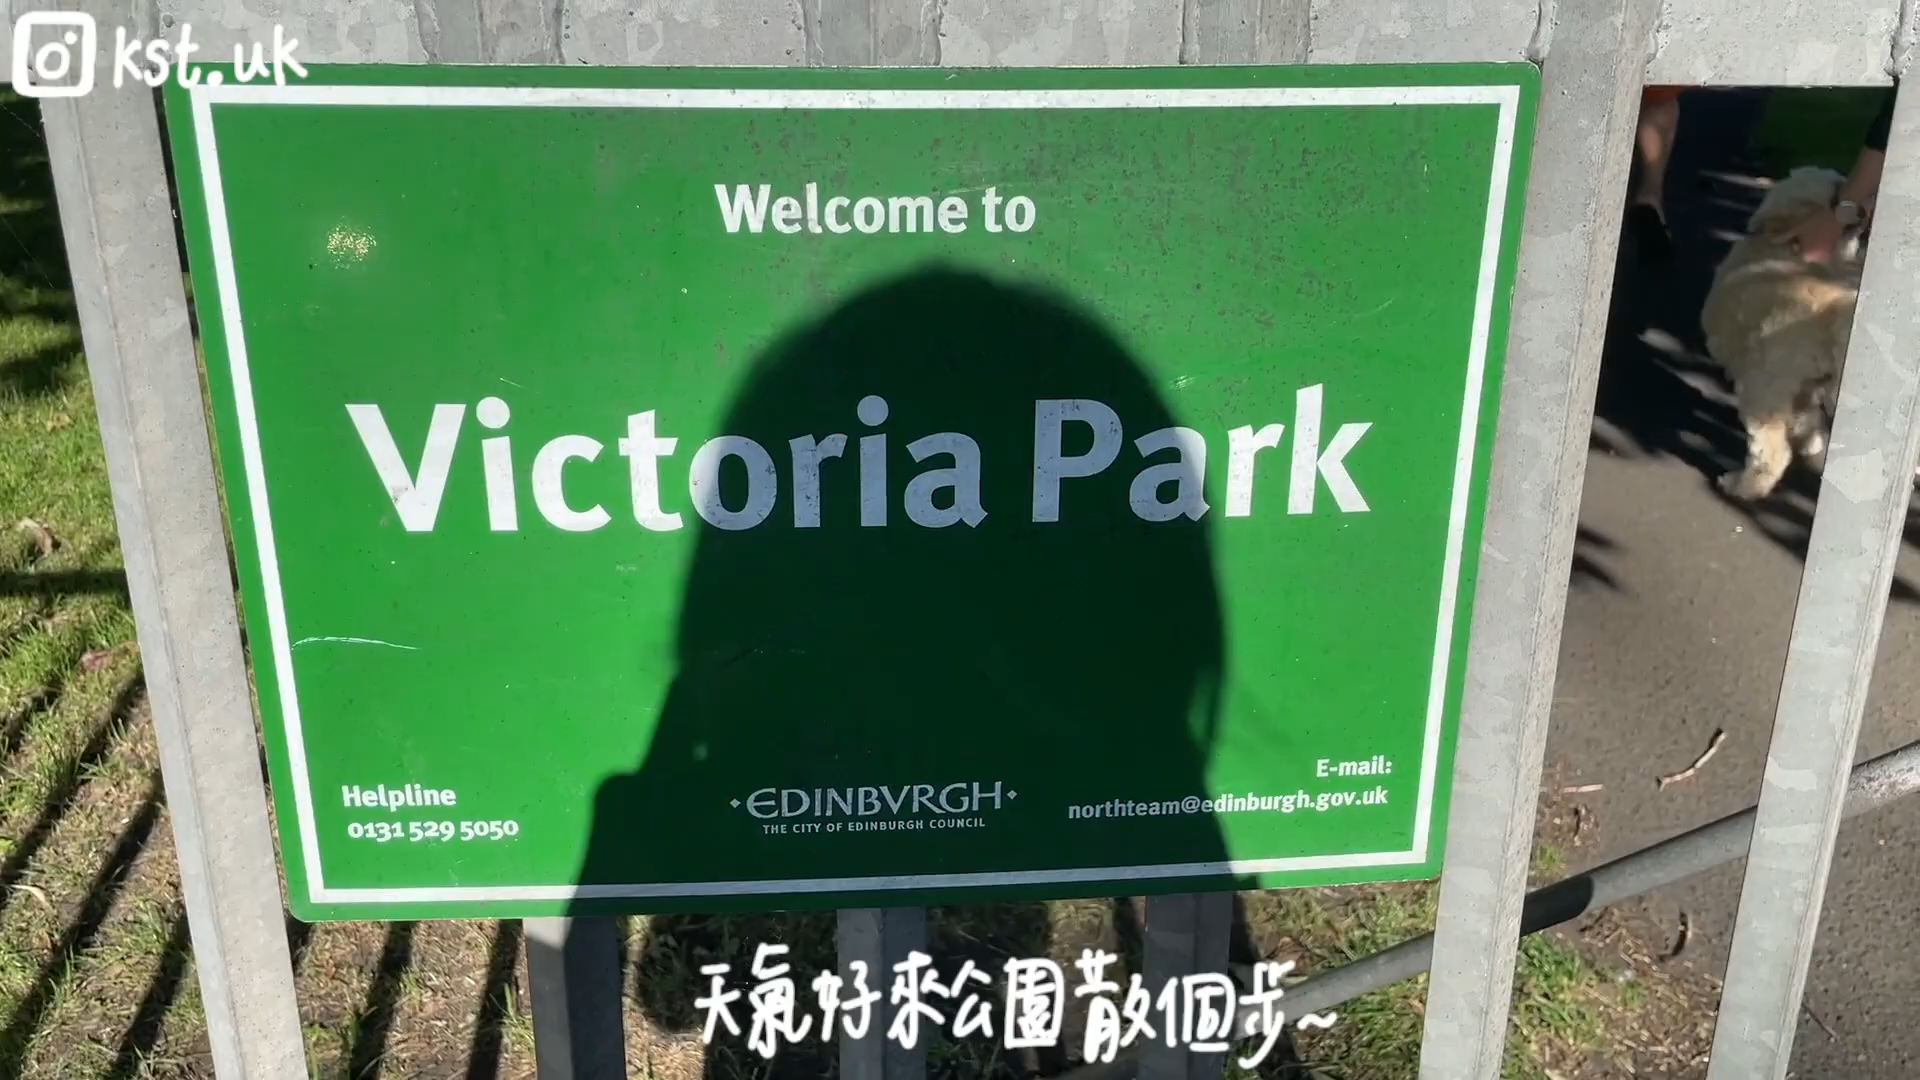 kst.uk
Welcome to
Victoria Park
Helpline
0131 529 5050
EDINBVRGH
THE CITY OF EDINBURGH COUNCIL
E-mail:
northteam@edinburgh.gov.uk
天氣好來公園散個步~